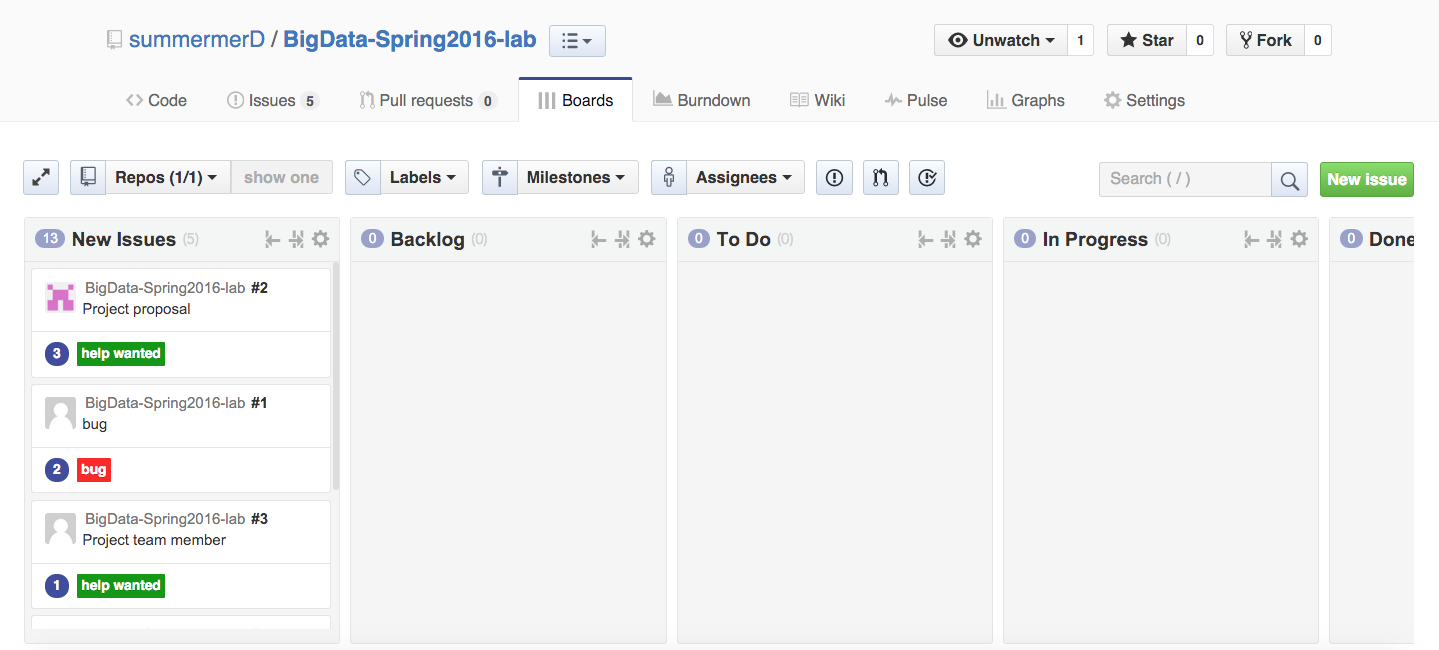 summermerD / BigData-Spring2016-lab
Unwatch 1 Star 0 Fork 0
Code Issues 5 Pull requests 0 Boards Burndown Wiki Pulse Graphs Settings
Repos (1/1) show one Labels Milestones Assignees Search ( / ) New issue
13 New Issues (5) 0 Backlog (0) 0 To Do (0) 0 In Progress (0) 0 Done
BigData-Spring2016-lab #2
Project proposal
3 help wanted
BigData-Spring2016-lab #1
bug
2 bug
BigData-Spring2016-lab #3
Project team member
1 help wanted